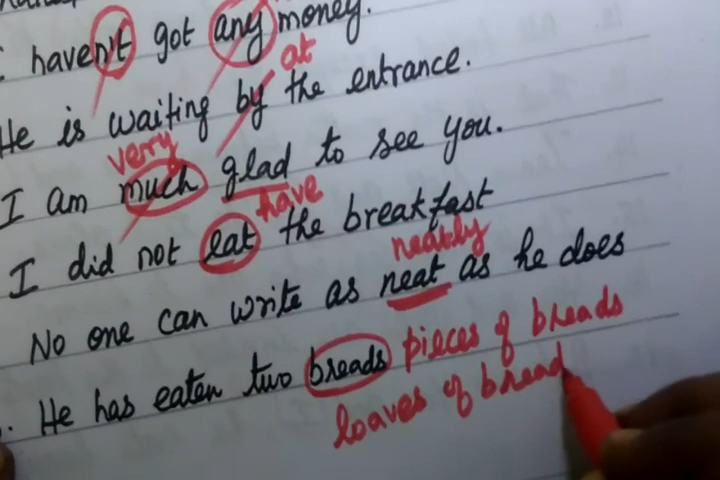 haven't got any money.
at
He is waiting by the entrance.
verry
I am much glad to see you.
have
I did not eat the breakfast
neatly
No one can write as neat as he does
He has eaten two breads pieces of breads
loaves of bread